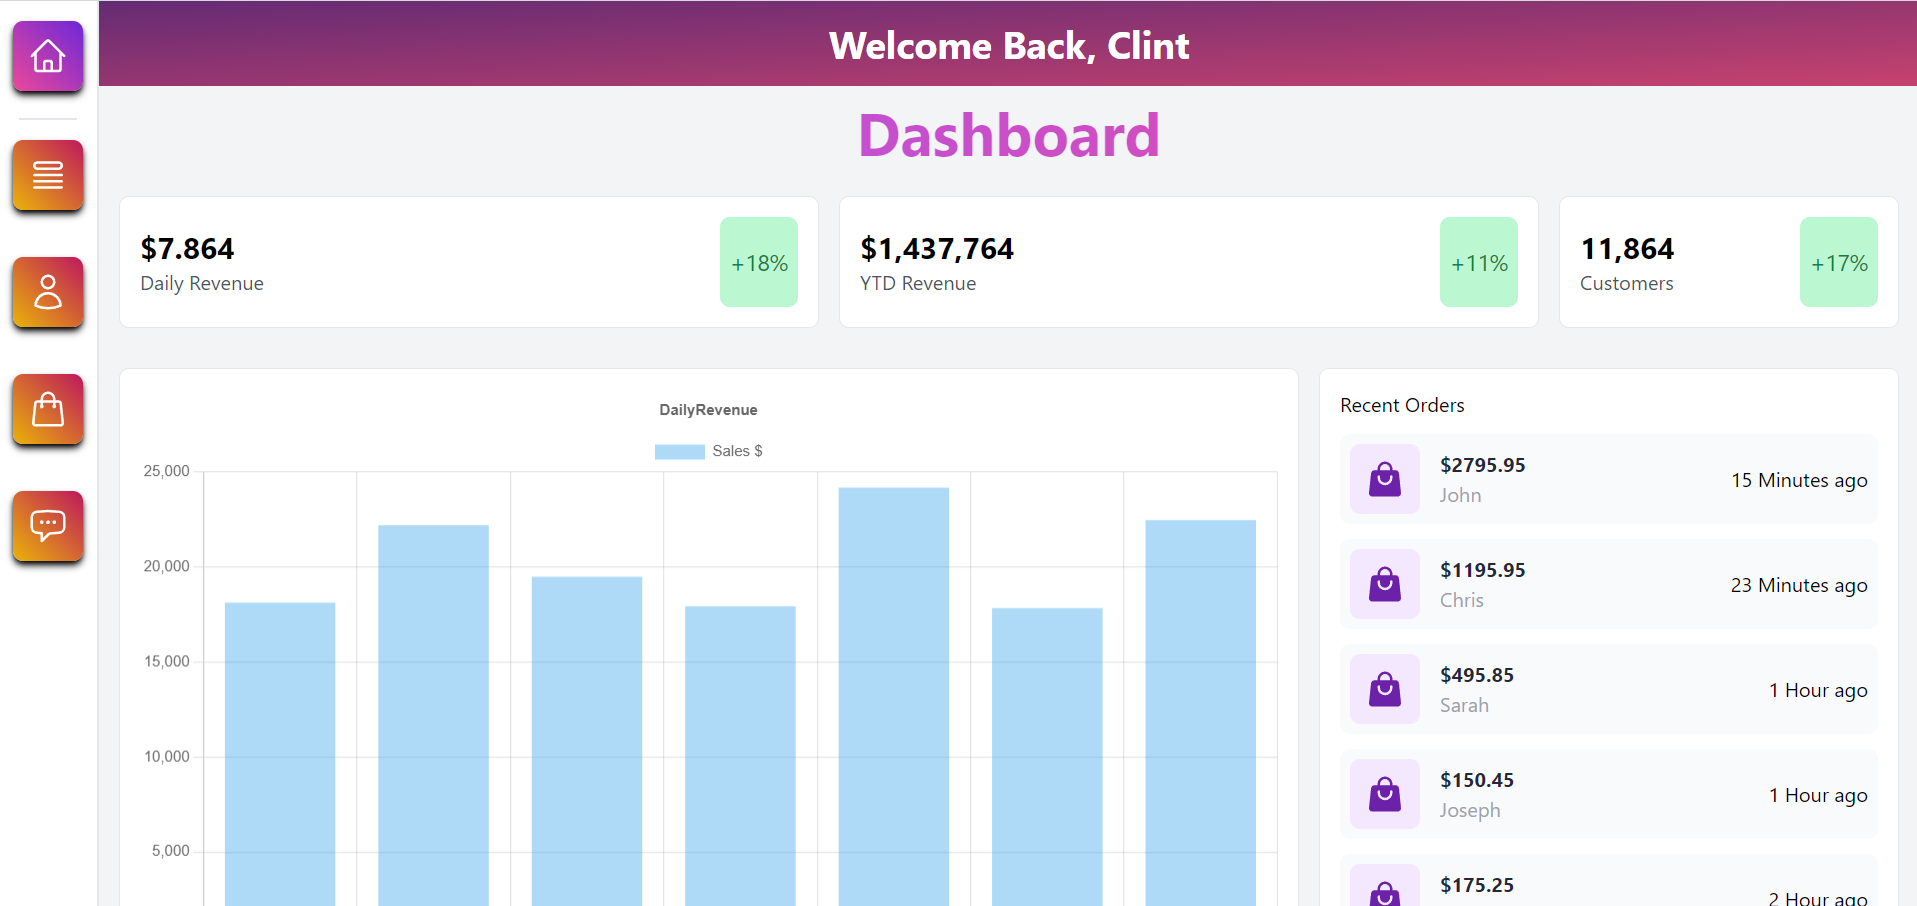 Welcome Back, Clint
Dashboard
$7.864
Daily Revenue
+18%
$1,437,764
YTD Revenue
+11%
11,864
Customers
+17%
DailyRevenue
Sales $
25,000
20,000
15,000
10,000
5,000
Recent Orders
$2795.95
John
15 Minutes ago
$1195.95
Chris
23 Minutes ago
$495.85
Sarah
1 Hour ago
$150.45
Joseph
1 Hour ago
$175.25
2 Hour ago